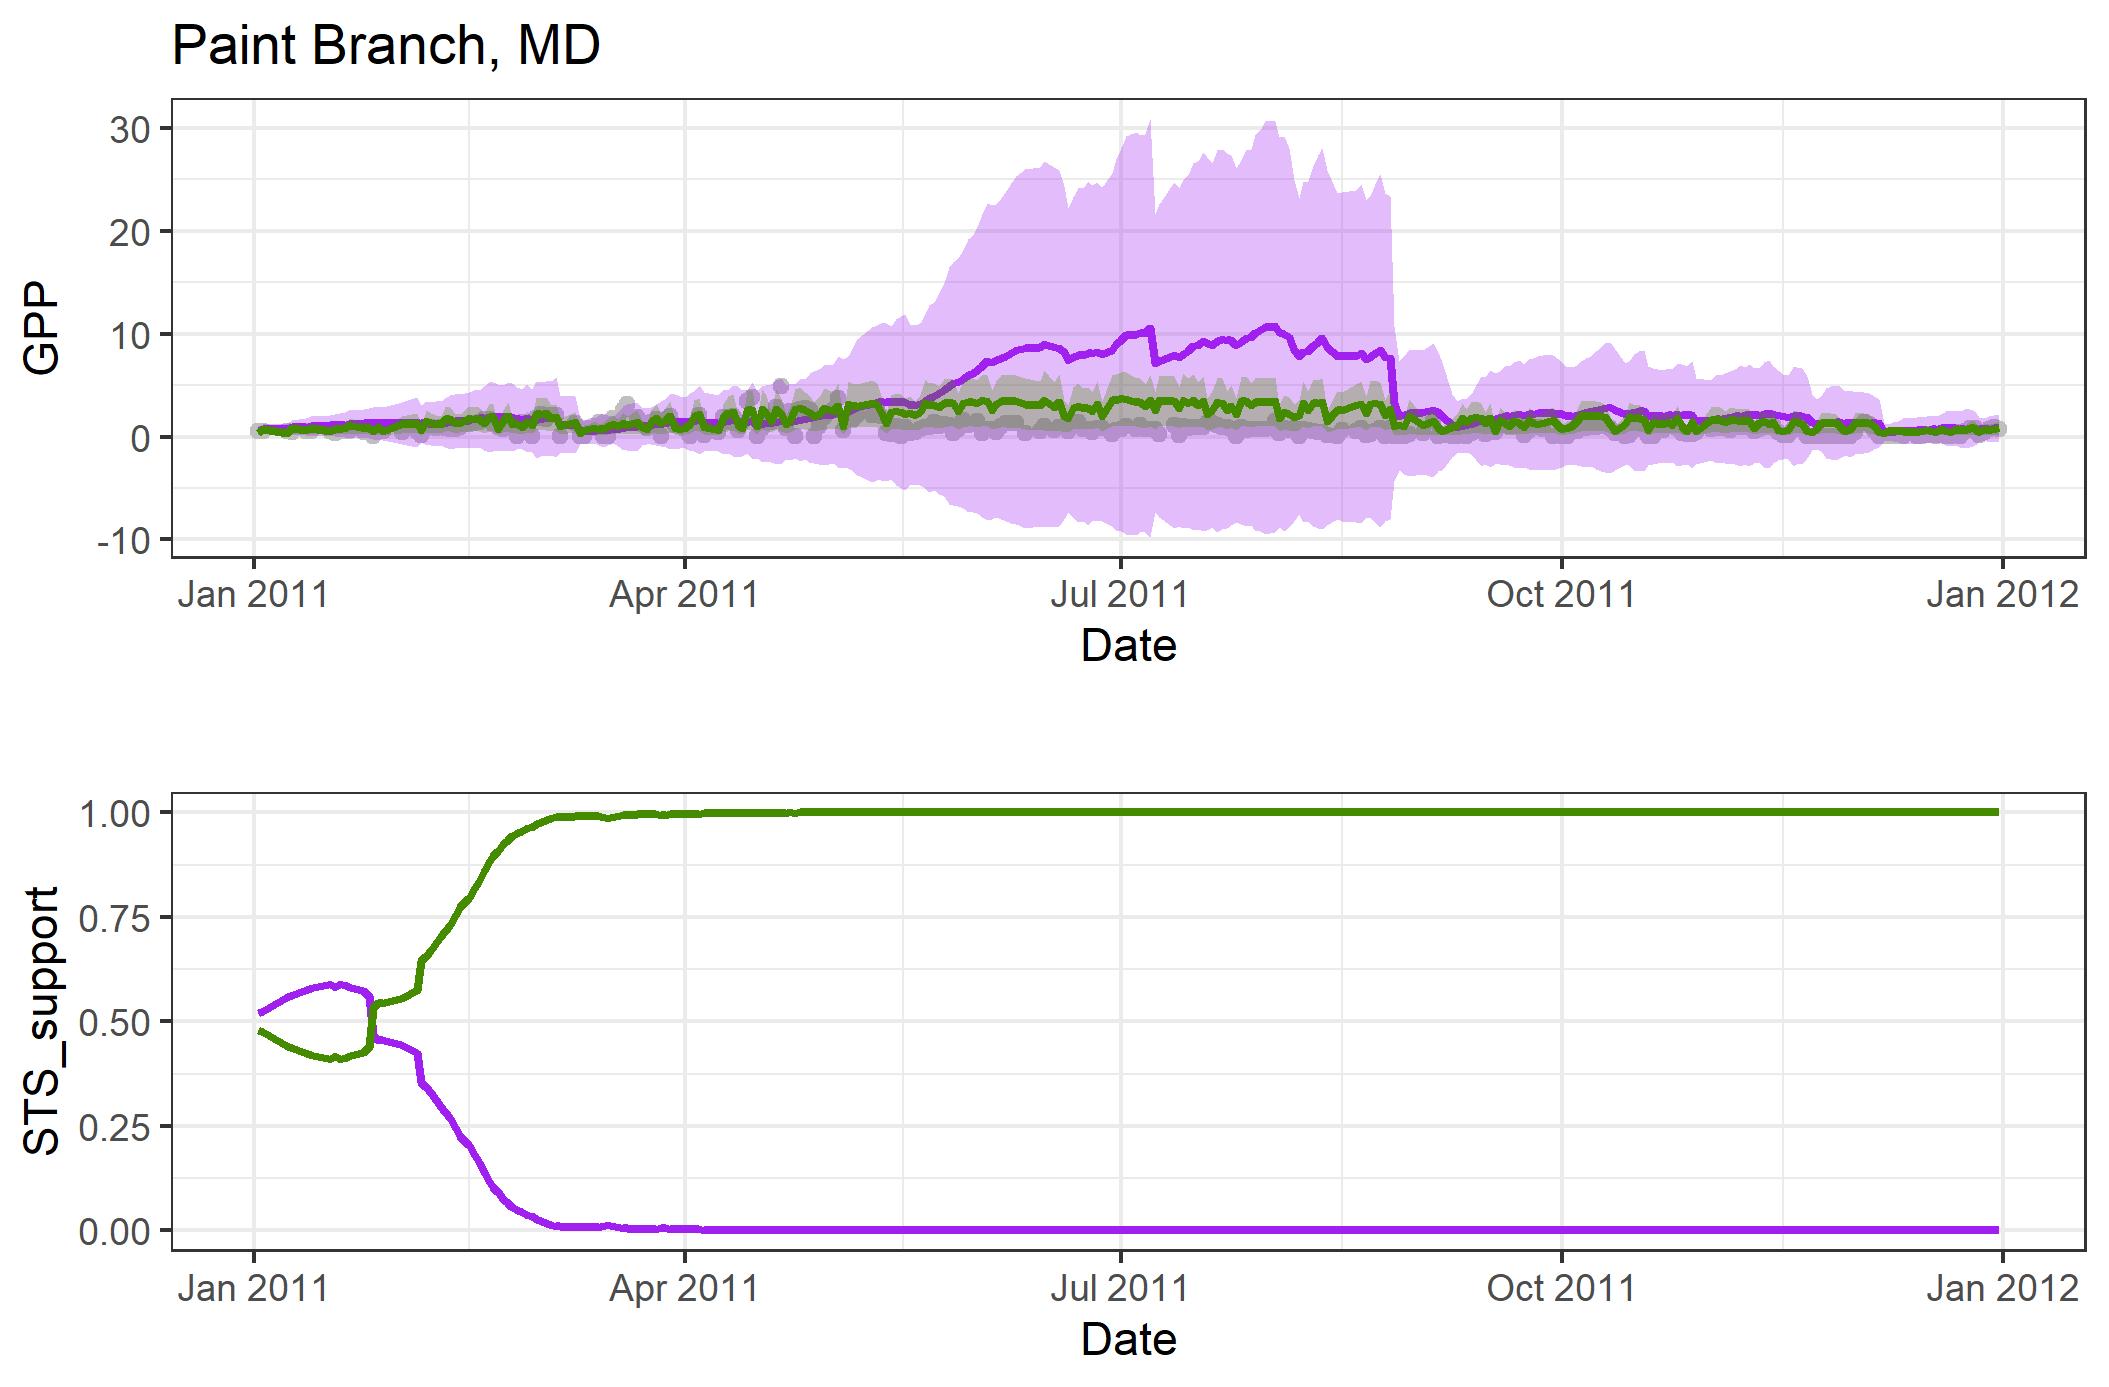 Paint Branch, MD
GPP
30
20
10
0
-10
Jan 2011 Apr 2011 Jul 2011 Oct 2011 Jan 2012
Date
STS_support
1.00
0.75
0.50
0.25
0.00
Jan 2011 Apr 2011 Jul 2011 Oct 2011 Jan 2012
Date